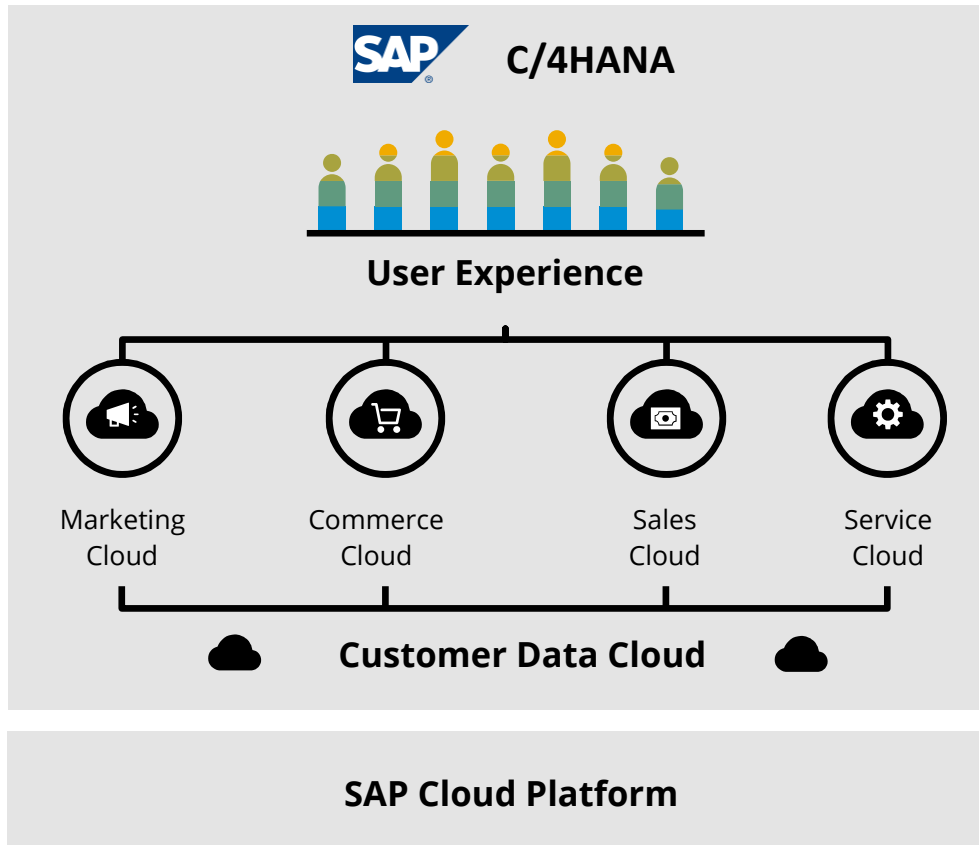 SAP ® C/4HANA
User Experience
Marketing Cloud
Commerce Cloud
Sales Cloud
Service Cloud
Customer Data Cloud
SAP Cloud Platform